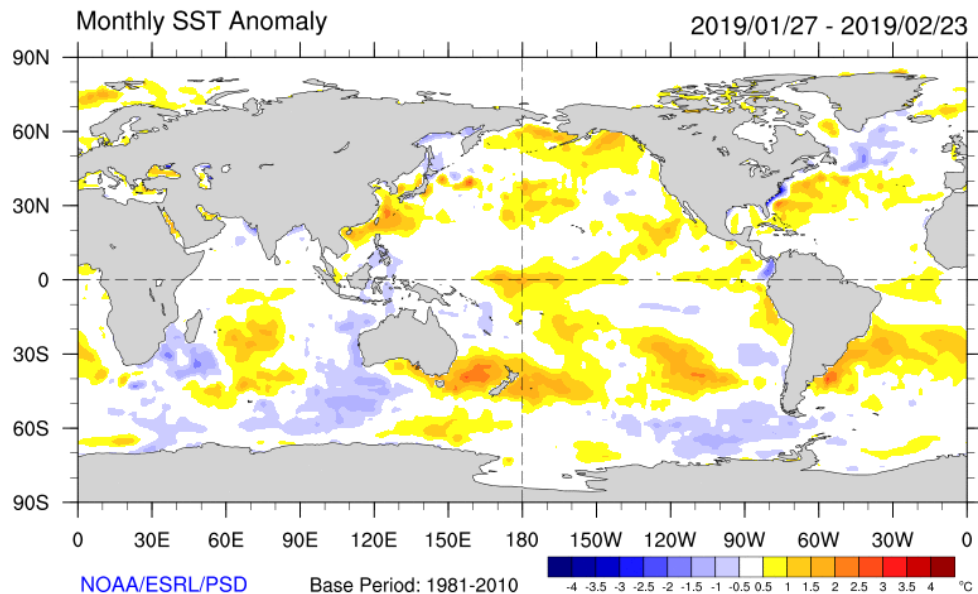 Monthly SST Anomaly 2019/01/27 - 2019/02/23
90N
60N
30N
0
30S
60S
90S
0 30E 60E 90E 120E 150E 180 150W 120W 90W 60W 30W 0
NOAA/ESRL/PSD Base Period: 1981-2010
-4 -3.5 -3 -2.5 -2 -1.5 -1 -0.5 0.5 1 1.5 2 2.5 3 3.5 4 °C